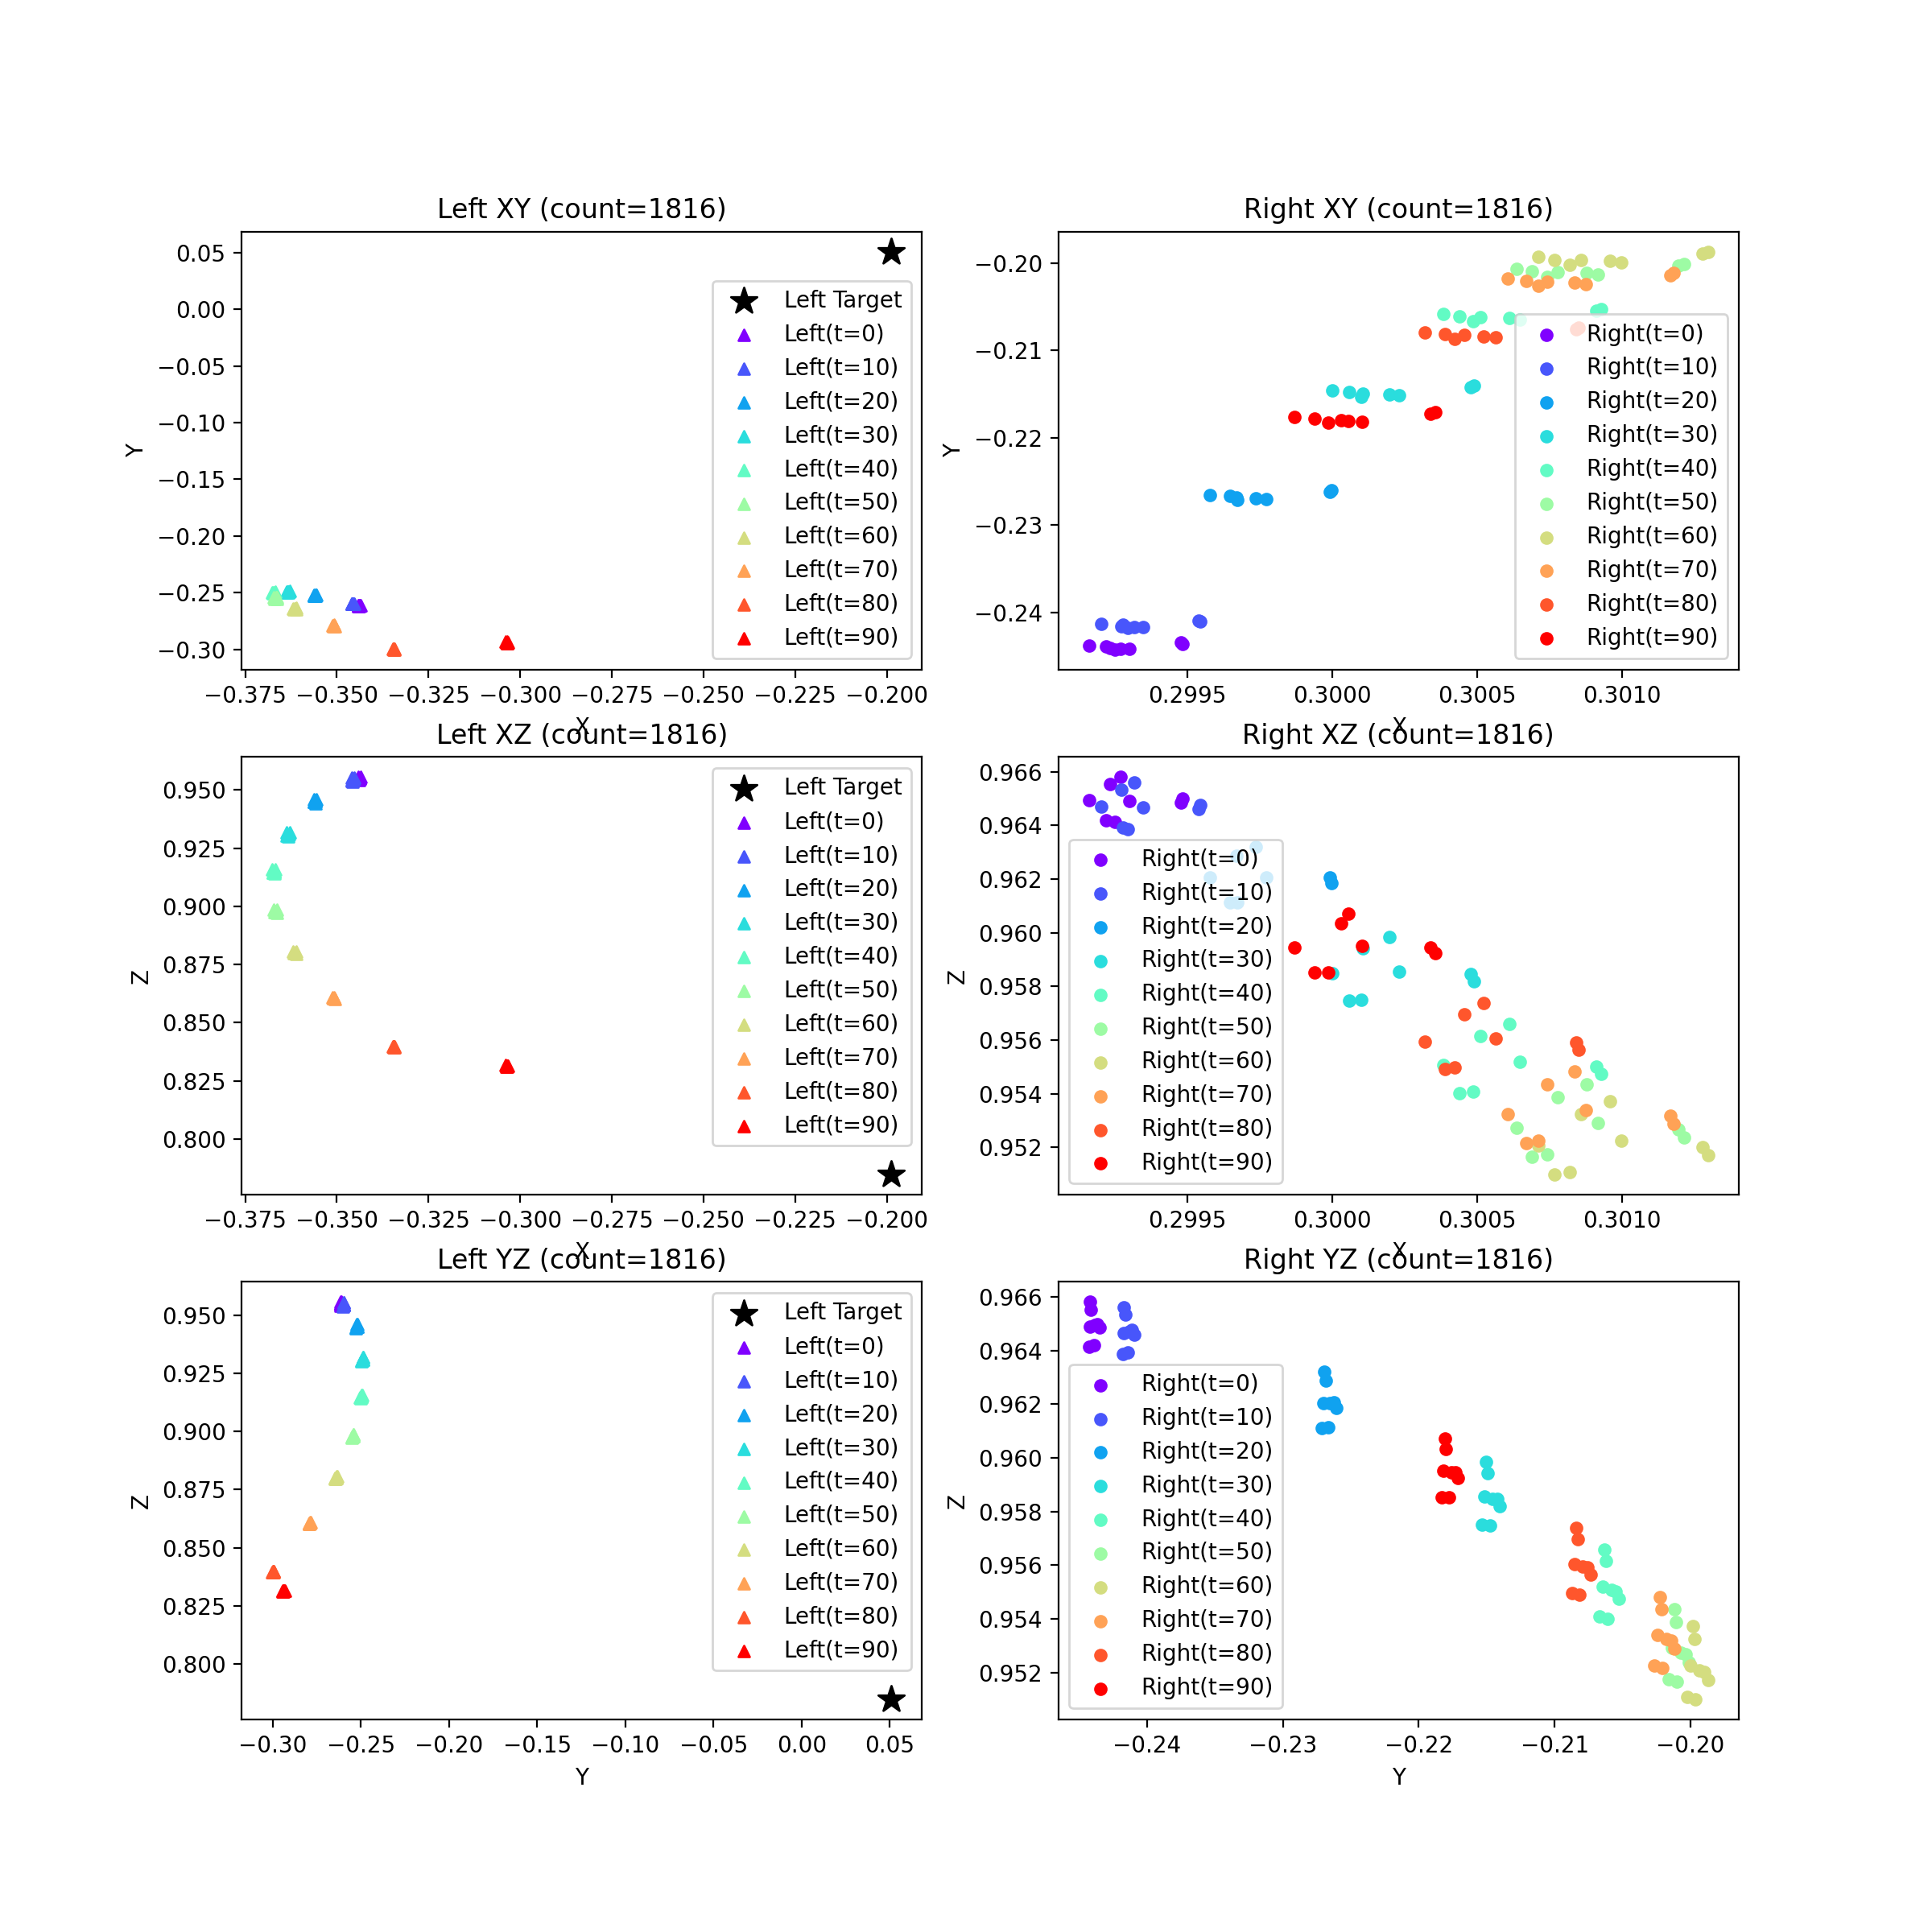 Left XY (count=1816)
0.05
0.00
−0.05
−0.10
−0.15
−0.20
−0.25
−0.30
Y
Left Target
Left(t=0)
Left(t=10)
Left(t=20)
Left(t=30)
Left(t=40)
Left(t=50)
Left(t=60)
Left(t=70)
Left(t=80)
Left(t=90)
−0.375 −0.350 −0.325 −0.300 −0.275 −0.250 −0.225 −0.200
X
Right XY (count=1816)
−0.20
−0.21
−0.22
−0.23
−0.24
Y
Right(t=0)
Right(t=10)
Right(t=20)
Right(t=30)
Right(t=40)
Right(t=50)
Right(t=60)
Right(t=70)
Right(t=80)
Right(t=90)
0.2995 0.3000 0.3005 0.3010
X
Left XZ (count=1816)
0.950
0.925
0.900
0.875
0.850
0.825
0.800
Z
Left Target
Left(t=0)
Left(t=10)
Left(t=20)
Left(t=30)
Left(t=40)
Left(t=50)
Left(t=60)
Left(t=70)
Left(t=80)
Left(t=90)
−0.375 −0.350 −0.325 −0.300 −0.275 −0.250 −0.225 −0.200
X
Right XZ (count=1816)
0.966
0.964
0.962
0.960
0.958
0.956
0.954
0.952
Z
Right(t=0)
Right(t=10)
Right(t=20)
Right(t=30)
Right(t=40)
Right(t=50)
Right(t=60)
Right(t=70)
Right(t=80)
Right(t=90)
0.2995 0.3000 0.3005 0.3010
X
Left YZ (count=1816)
0.950
0.925
0.900
0.875
0.850
0.825
0.800
Z
Left Target
Left(t=0)
Left(t=10)
Left(t=20)
Left(t=30)
Left(t=40)
Left(t=50)
Left(t=60)
Left(t=70)
Left(t=80)
Left(t=90)
−0.30 −0.25 −0.20 −0.15 −0.10 −0.05 0.00 0.05
Y
Right YZ (count=1816)
0.966
0.964
0.962
0.960
0.958
0.956
0.954
0.952
Z
Right(t=0)
Right(t=10)
Right(t=20)
Right(t=30)
Right(t=40)
Right(t=50)
Right(t=60)
Right(t=70)
Right(t=80)
Right(t=90)
−0.24 −0.23 −0.22 −0.21 −0.20
Y